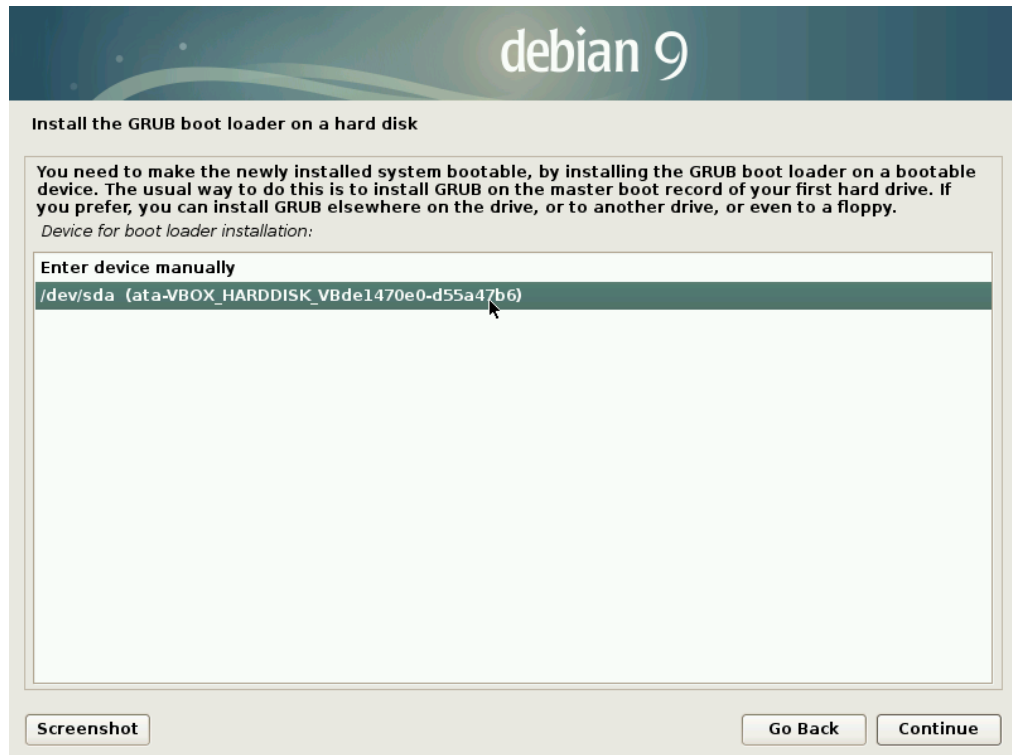 debian 9
Install the GRUB boot loader on a hard disk
You need to make the newly installed system bootable, by installing the GRUB boot loader on a bootable
device. The usual way to do this is to install GRUB on the master boot record of your first hard drive. If
you prefer, you can install GRUB elsewhere on the drive, or to another drive, or even to a floppy.
Device for boot loader installation:
Enter device manually
/dev/sda (ata-VBOX_HARDDISK_VBde1470e0-d55a47b6)
Screenshot
Go Back
Continue